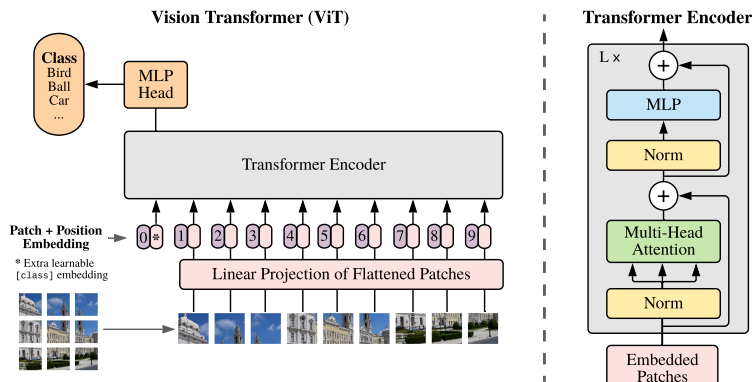 Vision Transformer (ViT)
Class
Bird
Ball
Car
...
MLP
Head
Transformer Encoder
Patch + Position
Embedding
0 * 1 2 3 4 5 6 7 8 9
* Extra learnable
[class] embedding
Linear Projection of Flattened Patches
Transformer Encoder
L x
+
MLP
Norm
+
Multi-Head
Attention
Norm
Embedded
Patches